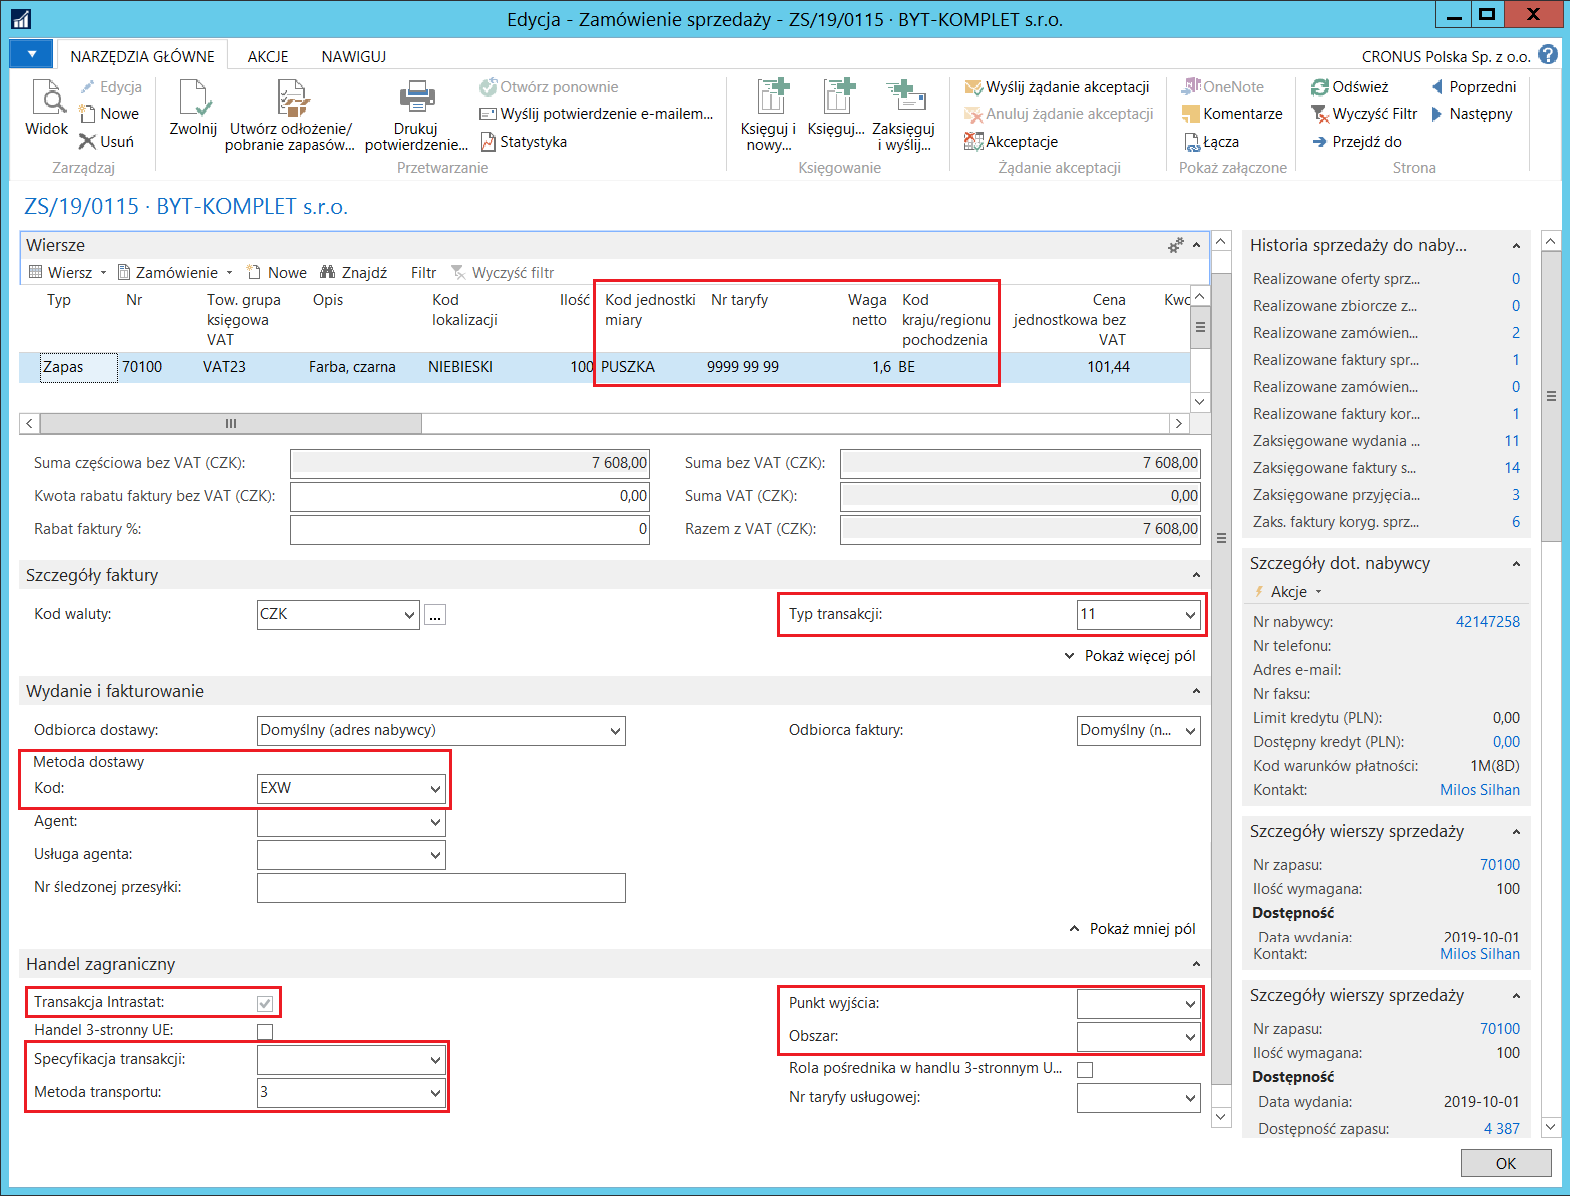 Edycja - Zamówienie sprzedaży - ZS/19/0115 · BYT-KOMPLET s.r.o.
NARZĘDZIA GŁÓWNE AKCJE NAWIGUJ
CRONUS Polska Sp. z o.o. ?
Widok
Edycja
Nowe
Usuń
Zarządzaj
Zwolnij
Utwórz odłożenie/
pobranie zapasów...
Drukuj
potwierdzenie...
Otwórz ponownie
Wyślij potwierdzenie e-mailem...
Statystyka
Przetwarzanie
Księguj i
nowy...
Księguj...
Zaksięguj
i wyślij...
Księgowanie
Wyślij żądanie akceptacji
Anuluj żądanie akceptacji
Akceptacje
Żądanie akceptacji
OneNote
Komentarze
Łącza
Pokaż załączone
Odśwież
Wyczyść Filtr
Przejdź do
Poprzedni
Następny
Strona
ZS/19/0115 · BYT-KOMPLET s.r.o.
Wiersze
Wiersz Zamówienie Nowe Znajdź Filtr Wyczyść filtr
Typ
Nr
Tow. grupa
księgowa
VAT
Opis
Kod
lokalizacji
Ilość
Kod jednostki
miary
Nr taryfy
Waga
netto
Kod
kraju/regionu
pochodzenia
Cena
jednostkowa bez
VAT
Kwo
Zapas 70100 VAT23 Farba, czarna NIEBIESKI 100 PUSZKA 9999 99 99 1,6 BE 101,44
Suma częściowa bez VAT (CZK): 7 608,00
Kwota rabatu faktury bez VAT (CZK): 0,00
Rabat faktury %: 0
Suma bez VAT (CZK): 7 608,00
Suma VAT (CZK): 0,00
Razem z VAT (CZK): 7 608,00
Szczegóły faktury
Kod waluty: CZK ...
Typ transakcji: 11
Pokaż więcej pól
Wydanie i fakturowanie
Odbiorca dostawy: Domyślny (adres nabywcy)
Odbiorca faktury: Domyślny (n...
Metoda dostawy
Kod: EXW
Agent:
Usługa agenta:
Nr śledzonej przesyłki:
Pokaż mniej pól
Handel zagraniczny
Transakcja Intrastat:
Handel 3-stronny UE:
Specyfikacja transakcji:
Metoda transportu: 3
Punkt wyjścia:
Obszar:
Rola pośrednika w handlu 3-stronnym U...
Nr taryfy usługowej:
Historia sprzedaży do naby...
Realizowane oferty sprz... 0
Realizowane zbiorcze z... 0
Realizowane zamówien... 2
Realizowane faktury spr... 1
Realizowane zamówien... 0
Realizowane faktury kor... 1
Zaksięgowane wydania ... 11
Zaksięgowane faktury s... 14
Zaksięgowane przyjęcia... 3
Zaks. faktury koryg. sprz... 6
Szczegóły dot. nabywcy
Akcje
Nr nabywcy: 42147258
Nr telefonu:
Adres e-mail:
Nr faksu:
Limit kredytu (PLN): 0,00
Dostępny kredyt (PLN): 0,00
Kod warunków płatności: 1M(8D)
Kontakt: Milos Silhan
Szczegóły wierszy sprzedaży
Nr zapasu: 70100
Ilość wymagana: 100
Dostępność
Data wydania: 2019-10-01
Kontakt: Milos Silhan
Szczegóły wierszy sprzedaży
Nr zapasu: 70100
Ilość wymagana: 100
Dostępność
Data wydania: 2019-10-01
Dostępność zapasu: 4 387
OK